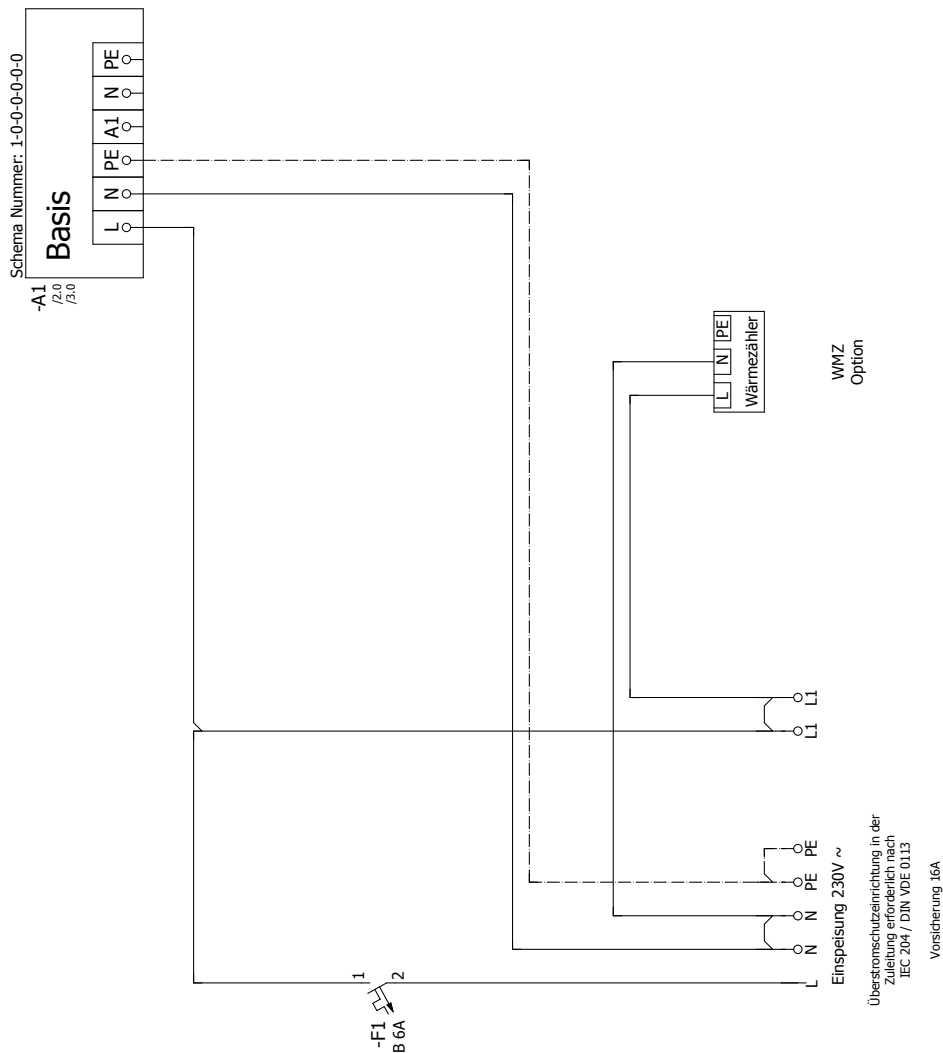 Schema Nummer: 1-0-0-0-0-0-0
-A1
/2.0
/3.0
Basis
L
N
PE
A1
N
PE
-F1
B 6A
1
2
L
N
N
PE
PE
L1
L1
Einspeisung 230V ~
Überstromschutzeinrichtung in der
Zuleitung erforderlich nach
IEC 204 / DIN VDE 0113
Vorsicherung 16A
L
N
PE
Wärmezähler
WMZ
Option